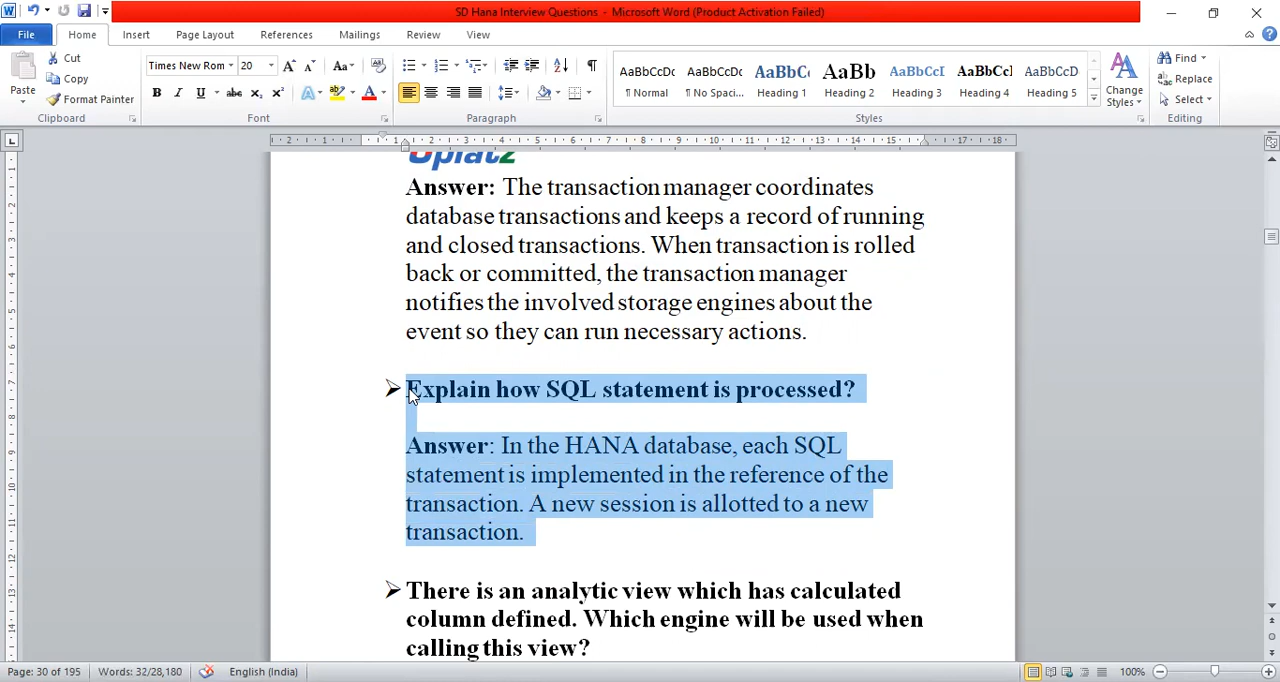 SD Hana Interview Questions - Microsoft Word (Product Activation Failed)
File Home Insert Page Layout References Mailings Review View
Paste
Cut
Copy
Format Painter
Clipboard
Times New Rom 20
Font
Paragraph
AaBbCcDc AaBbCcDc AaBbC AaBb AaBbCcI AaBbCcI AaBbCcD
¶ Normal ¶ No Spaci... Heading 1 Heading 2 Heading 3 Heading 4 Heading 5
Change Styles
Styles
Find
Replace
Select
Editing
Uplatz
Answer: The transaction manager coordinates
database transactions and keeps a record of running
and closed transactions. When transaction is rolled
back or committed, the transaction manager
notifies the involved storage engines about the
event so they can run necessary actions.
➢ Explain how SQL statement is processed?
Answer: In the HANA database, each SQL
statement is implemented in the reference of the
transaction. A new session is allotted to a new
transaction.
➢ There is an analytic view which has calculated
column defined. Which engine will be used when
calling this view?
Page: 30 of 195 Words: 32/28,180 English (India) 100%